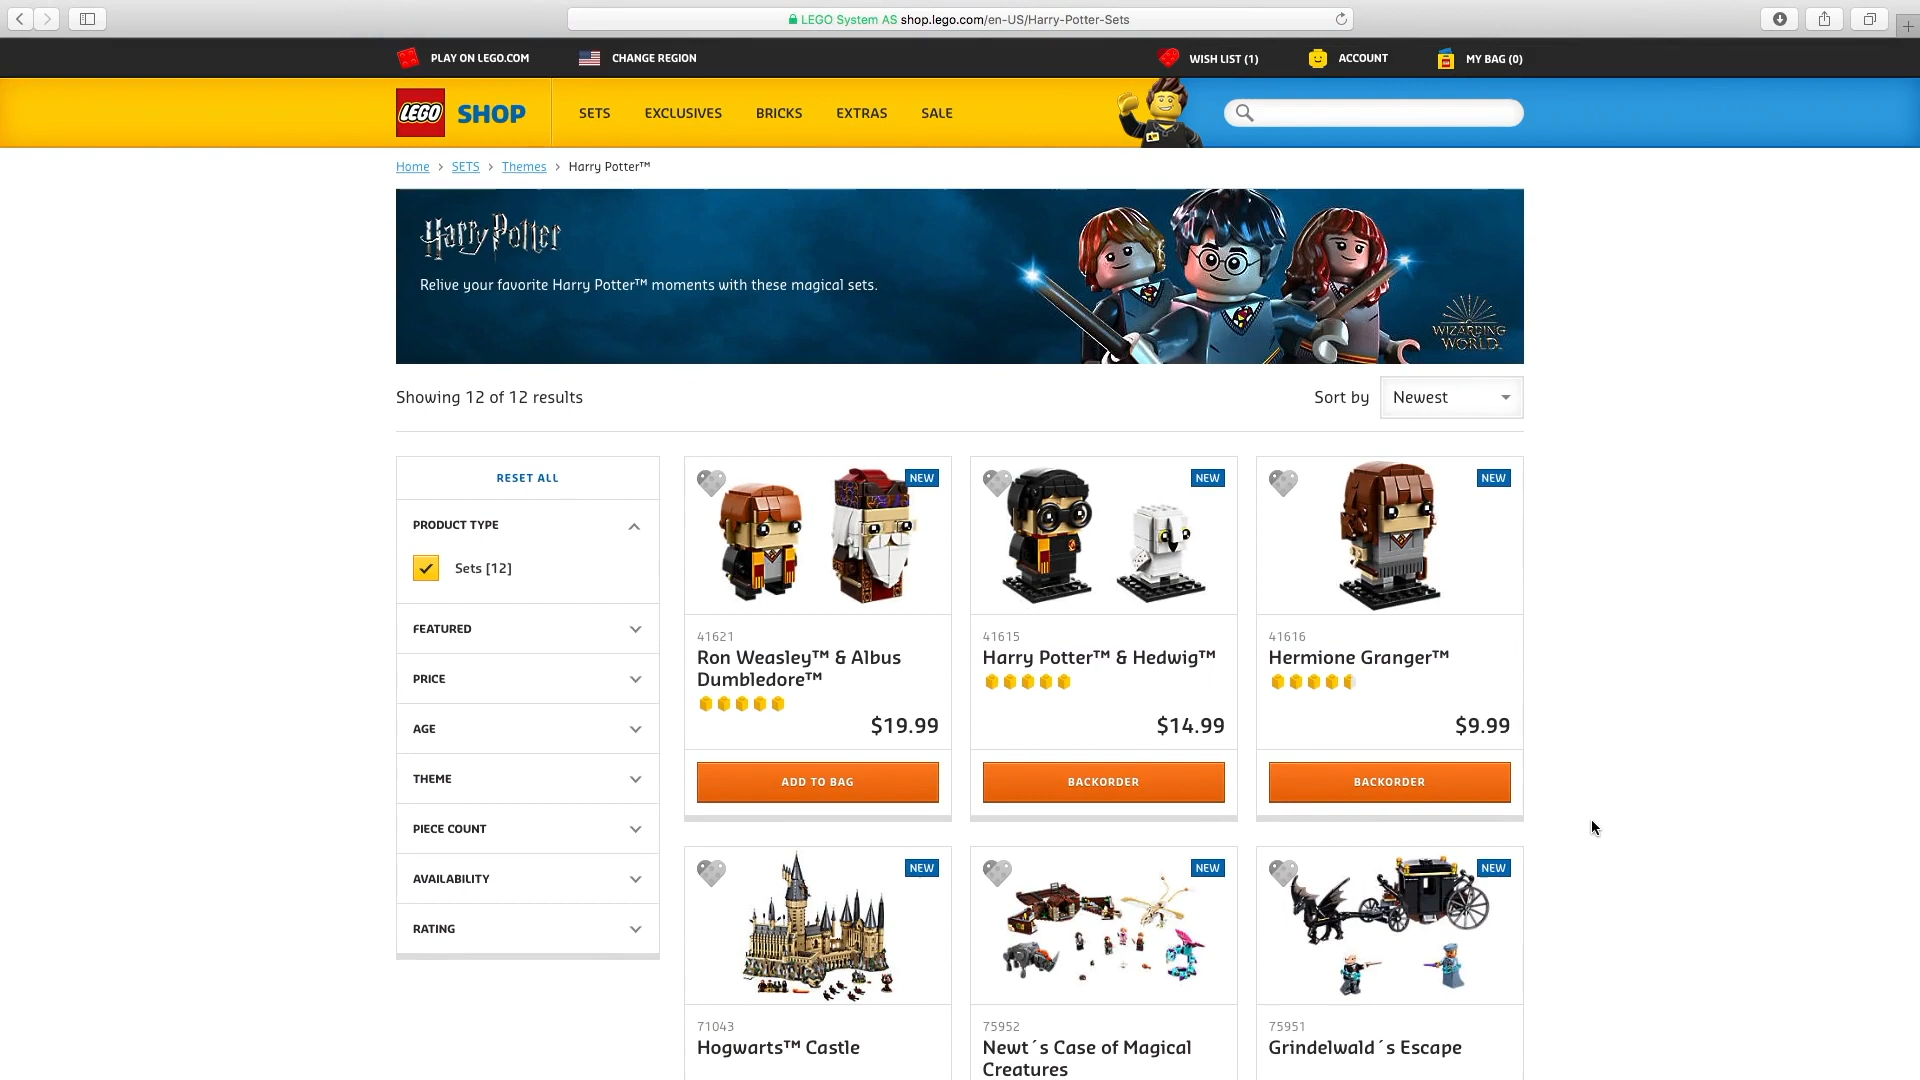 LEGO System AS shop.lego.com/en-US/Harry-Potter-Sets
PLAY ON LEGO.COM
CHANGE REGION
WISH LIST (1)
ACCOUNT
MY BAG (0)
LEGO SHOP
SETS
EXCLUSIVES
BRICKS
EXTRAS
SALE
Home > SETS > Themes > Harry Potter™
Harry Potter
Relive your favorite Harry Potter™ moments with these magical sets.
WIZARDING
WORLD
Showing 12 of 12 results
Sort by
Newest
RESET ALL
PRODUCT TYPE
Sets [12]
FEATURED
PRICE
AGE
THEME
PIECE COUNT
AVAILABILITY
RATING
NEW
41621
Ron Weasley™ & Albus
Dumbledore™
$19.99
ADD TO BAG
NEW
41615
Harry Potter™ & Hedwig™
$14.99
BACKORDER
NEW
41616
Hermione Granger™
$9.99
BACKORDER
NEW
71043
Hogwarts™ Castle
NEW
75952
Newt´s Case of Magical
Creatures
NEW
75951
Grindelwald´s Escape